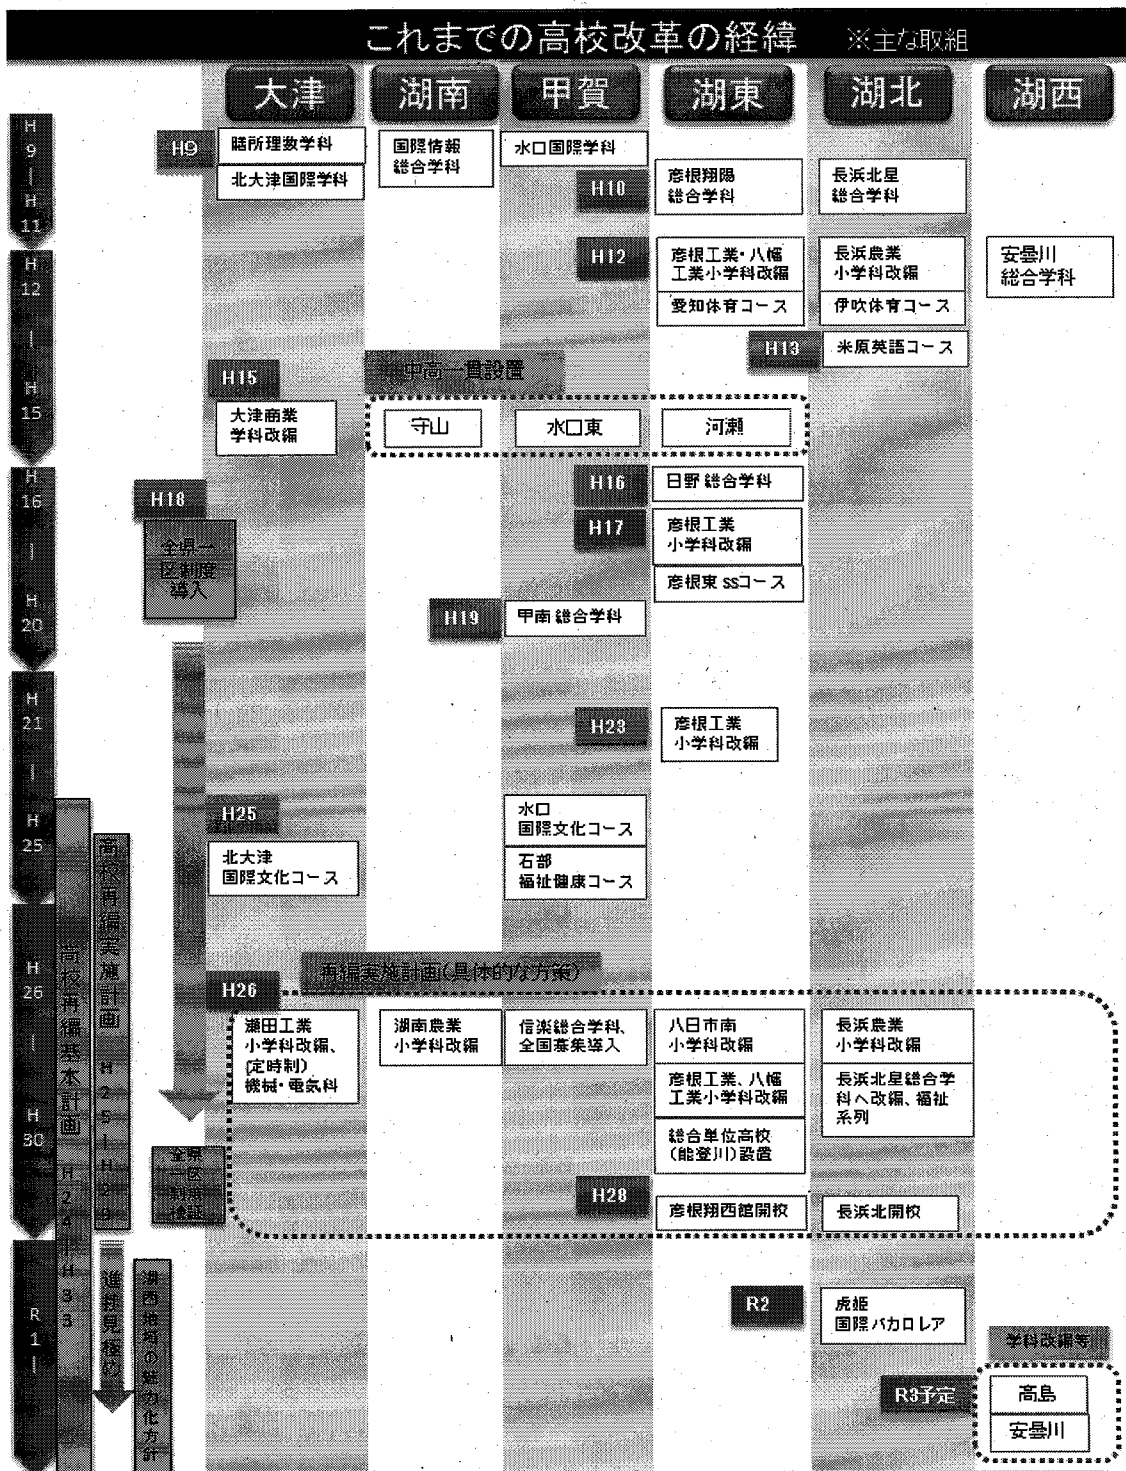 これまでの高校改革の経緯 ※主な取組
大津
湖南
甲賀
湖東
湖北
湖西
H
9
|
H
11
H9
膳所理数学科
北大津国際学科
国際情報
総合学科
水口国際学科
H10
彦根翔陽
総合学科
長浜北星
総合学科
H
12
|
H
15
H12
彦根工業・八幡
工業小学科改編
愛知体育コース
長浜農業
小学科改編
伊吹体育コース
安曇川
総合学科
H13
米原英語コース
H15
大津商業
学科改編
中高一貫設置
守山
水口東
河瀬
H
16
|
H
20
H16
日野総合学科
H17
彦根工業
小学科改編
彦根東 SSコース
H18
全県一
区制度
導入
H19
甲南総合学科
H
21
|
H
25
H23
彦根工業
小学科改編
H25
北大津
国際文化コース
水口
国際文化コース
石部
福祉健康コース
高校再編基本計画 H24-H33
高校再編実施計画 H25-H29
H
26
|
H
30
再編実施計画(具体的な方策)
H26
瀬田工業
小学科改編、
(定時制)
機械・電気科
湖南農業
小学科改編
信楽総合学科、
全国募集導入
八日市南
小学科改編
彦根工業、八幡
工業小学科改編
総合単位高校
(能登川)設置
長浜農業
小学科改編
長浜北星総合学
科へ改編、福祉
系列
全県
一区
制度
検証
H28
彦根翔西館開校
長浜北開校
R
1
|
進捗見極め
湖西地域の魅力化方針
R2
虎姫
国際バカロレア
学科改編等
R3予定
高島
安曇川